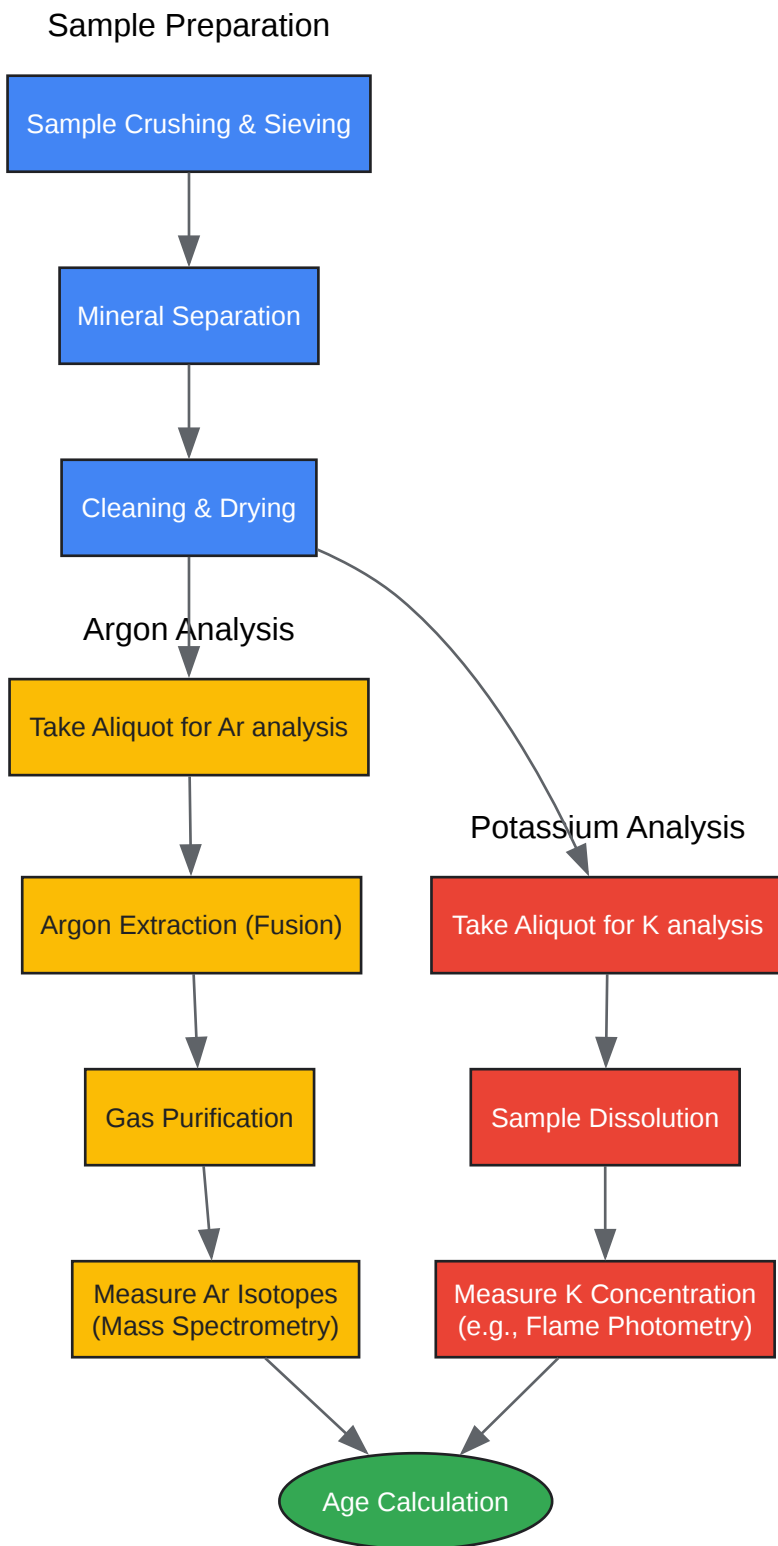 Sample Preparation
Sample Crushing & Sieving
Mineral Separation
Cleaning & Drying
Argon Analysis
Take Aliquot for Ar analysis
Potassium Analysis
Argon Extraction (Fusion)
Take Aliquot for K analysis
Gas Purification
Sample Dissolution
Measure Ar Isotopes
(Mass Spectrometry)
Measure K Concentration
(e.g., Flame Photometry)
Age Calculation